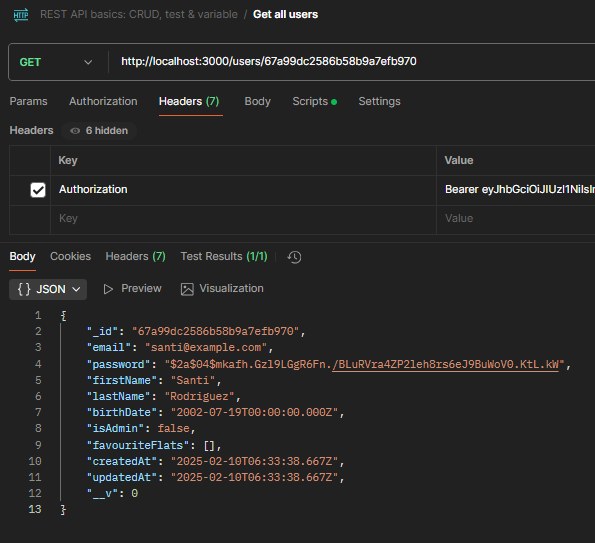 HTTP REST API basics: CRUD, test & variable / Get all users
GET http://localhost:3000/users/67a99dc2586b58b9a7efb970
Params Authorization Headers (7) Body Scripts Settings
Headers 6 hidden
Key Value
Authorization Bearer eyJhbGciOiJIUzI1NiIsIr
Key Value
Body Cookies Headers (7) Test Results (1/1)
{} JSON Preview Visualization
1 {
2 "_id": "67a99dc2586b58b9a7efb970",
3 "email": "santi@example.com",
4 "password": "$2a$04$mkafh.Gzl9LGgR6Fn./BLuRVra4ZP2leh8rs6eJ9BuWoV0.KtL.kW",
5 "firstName": "Santi",
6 "lastName": "Rodriguez",
7 "birthDate": "2002-07-19T00:00:00.000Z",
8 "isAdmin": false,
9 "favouriteFlats": [],
10 "createdAt": "2025-02-10T06:33:38.667Z",
11 "updatedAt": "2025-02-10T06:33:38.667Z",
12 "__v": 0
13 }